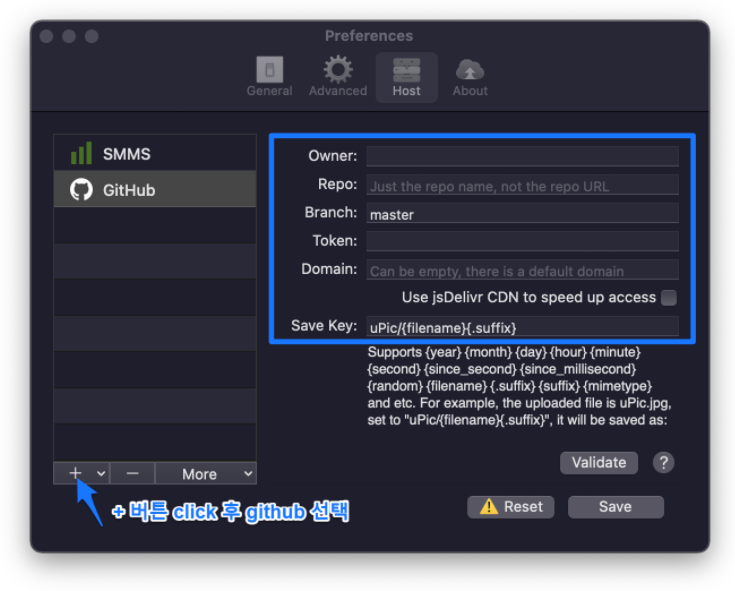 Preferences
General
Advanced
Host
About
SMMS
GitHub
Owner:
Repo: Just the repo name, not the repo URL
Branch: master
Token:
Domain: Can be empty, there is a default domain
Use jsDelivr CDN to speed up access
Save Key: uPic/{filename}{.suffix}
Supports {year} {month} {day} {hour} {minute}
{second} {since_second} {since_millisecond}
{random} {filename} {.suffix} {suffix} {mimetype}
and etc. For example, the uploaded file is uPic.jpg,
set to "uPic/{filename}{.suffix}", it will be saved as:
+ − More
Validate ?
+ 버튼 click 후 github 선택
Reset Save